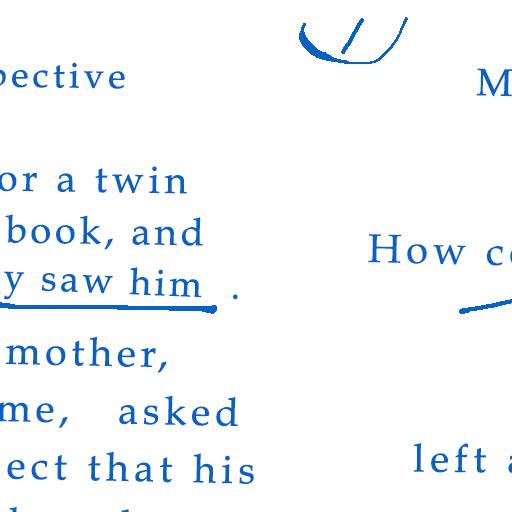 pective
or a twin
book, and
y saw him .
mother,
me, asked
ect that his
M
How c
left a